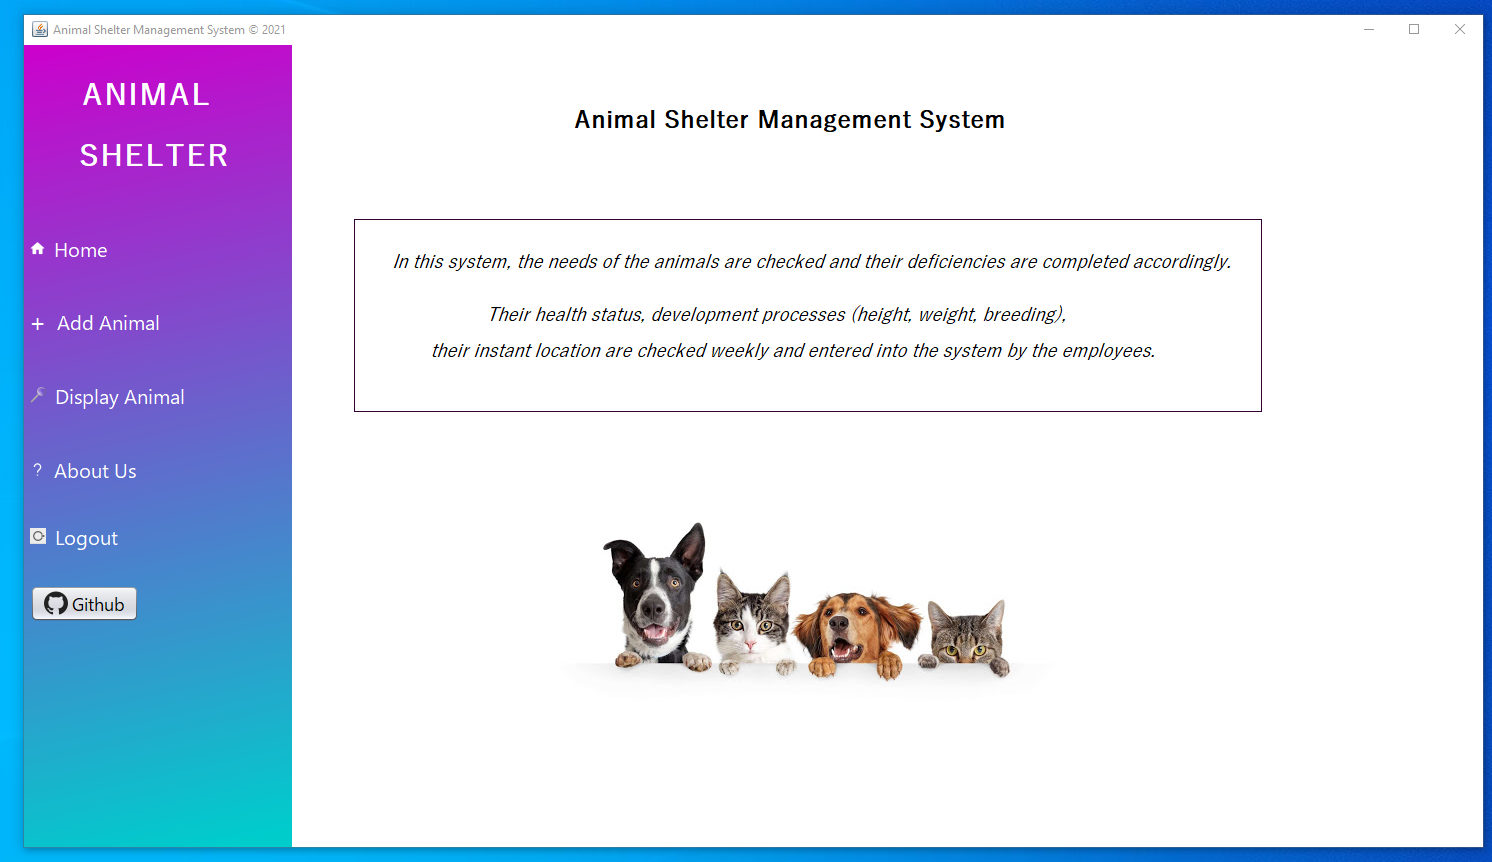 Animal Shelter Management System © 2021
ANIMAL
SHELTER
Home
Add Animal
Display Animal
? About Us
Logout
Github
Animal Shelter Management System
In this system, the needs of the animals are checked and their deficiencies are completed accordingly.
Their health status, development processes (height, weight, breeding),
their instant location are checked weekly and entered into the system by the employees.